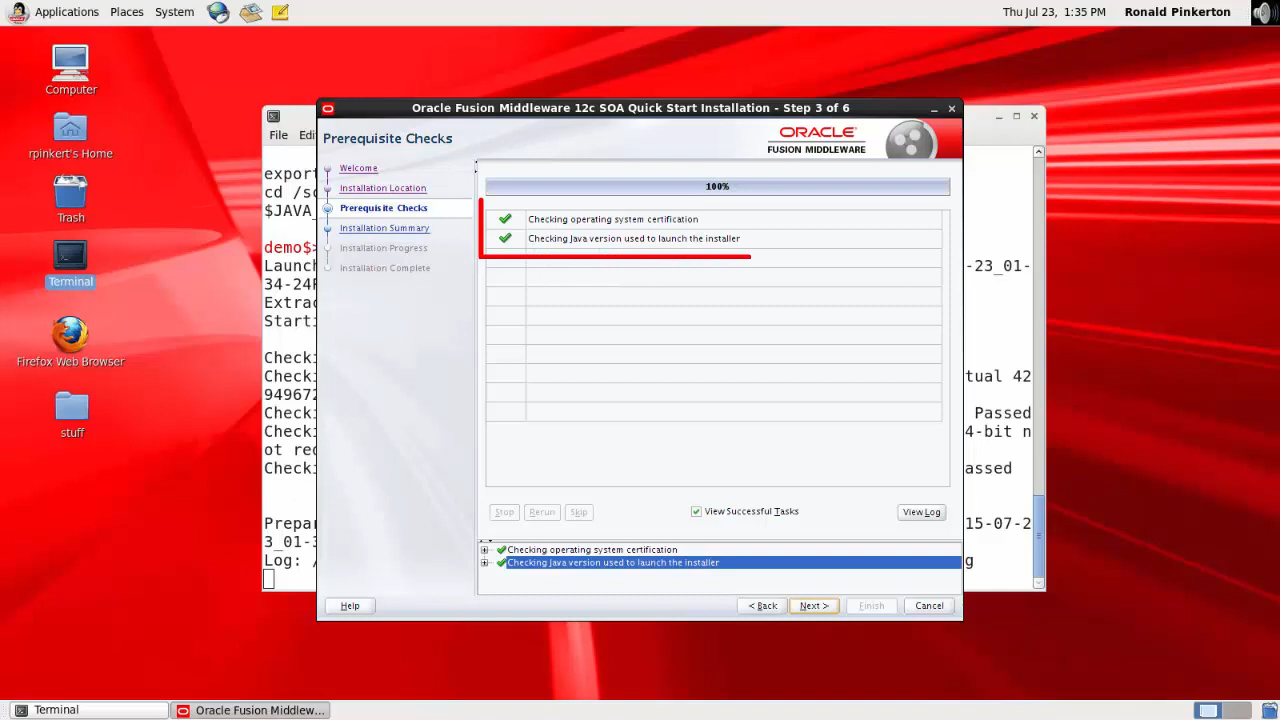 Applications Places System
Thu Jul 23, 1:35 PM Ronald Pinkerton
Computer
rpinkert's Home
Trash
Terminal
Firefox Web Browser
stuff
File Edi
expor
cd /s
$JAVA_
demo$>
Launc
-23_01-
34-24
Extrac
Starti
Checki
Checki
tual 42
949672
Checki
Passed
Checki
4-bit n
ot rec
Checki
assed
Prepar
15-07-2
3_01-3
Log: /
g
Oracle Fusion Middleware 12c SOA Quick Start Installation - Step 3 of 6
Prerequisite Checks
ORACLE
FUSION MIDDLEWARE
Welcome
Installation Location
Prerequisite Checks
Installation Summary
Installation Progress
Installation Complete
100%
Checking operating system certification
Checking Java version used to launch the installer
Stop Rerun Skip
View Successful Tasks
View Log
Checking operating system certification
Checking Java version used to launch the installer
Help
< Back Next > Finish Cancel
Terminal
Oracle Fusion Middlew...